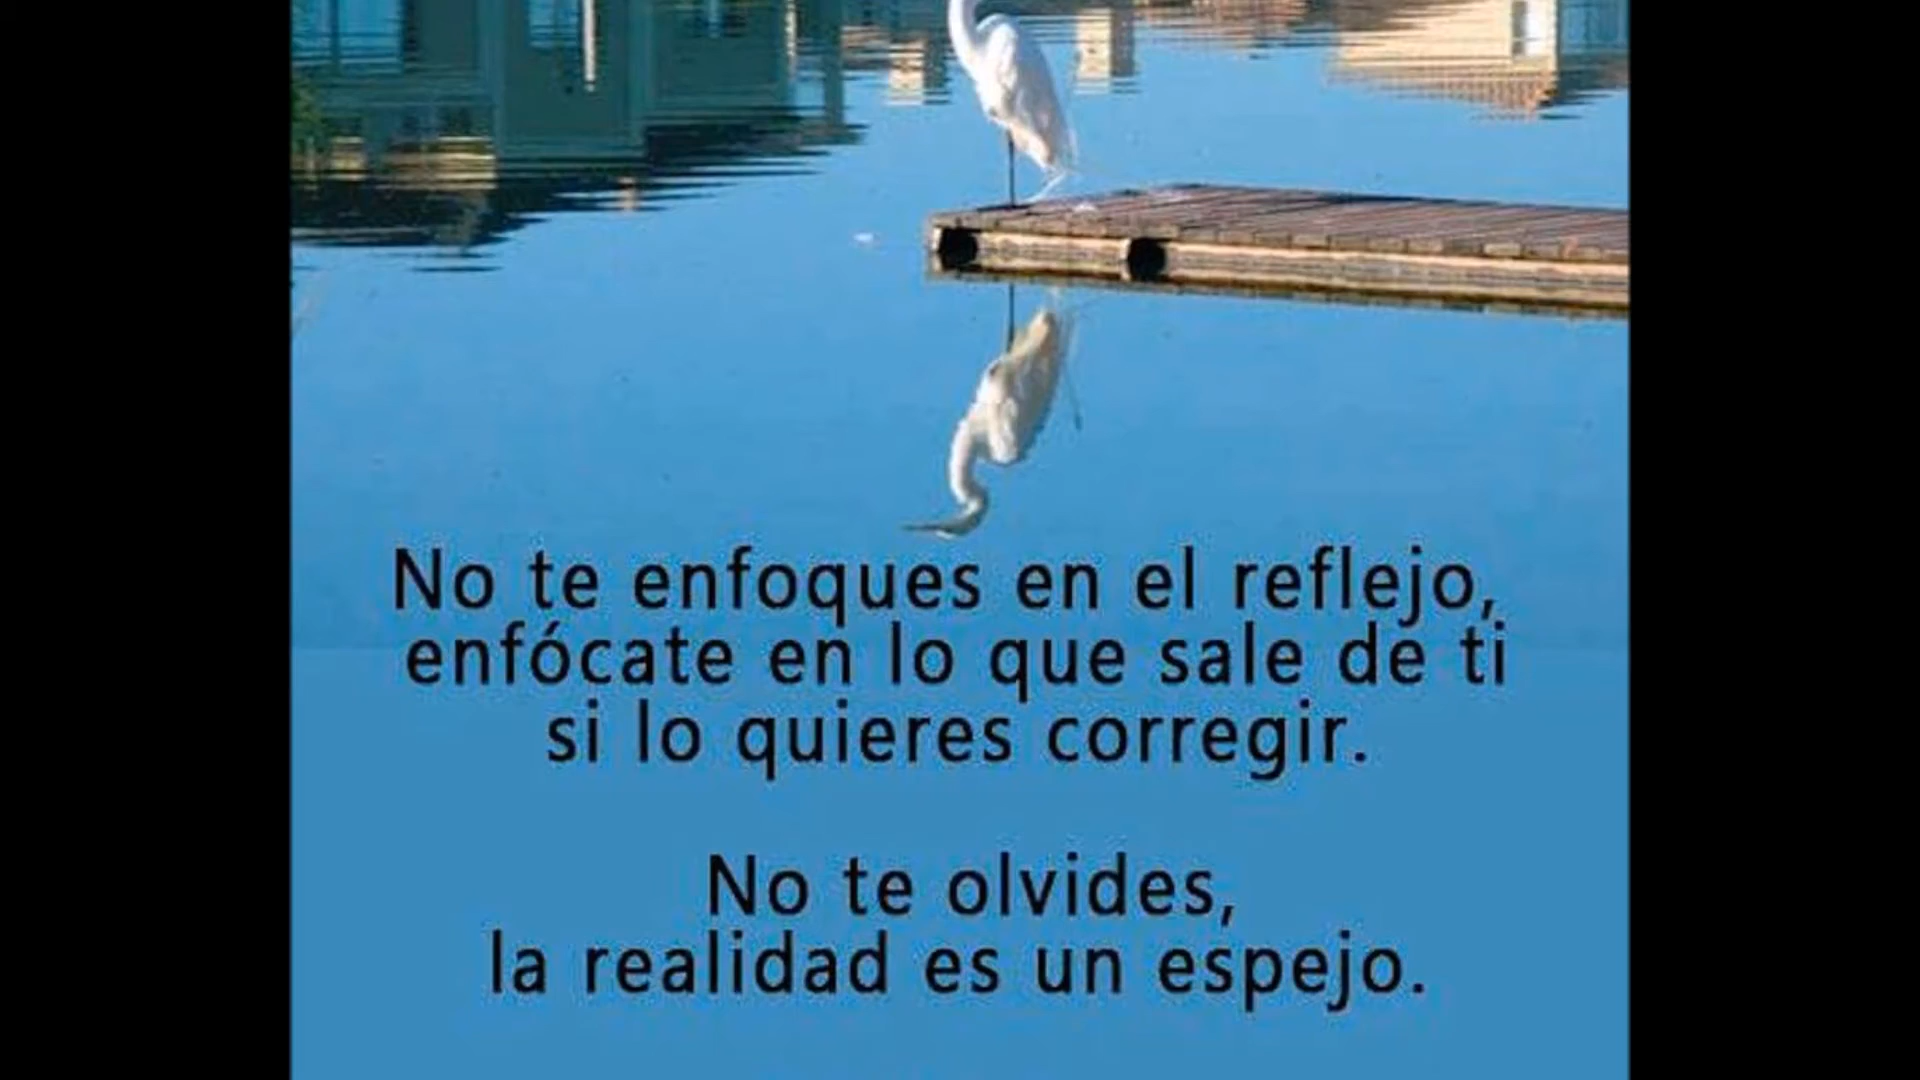 No te enfoques en el reflejo,
enfócate en lo que sale de ti
si lo quieres corregir.
No te olvides,
la realidad es un espejo.